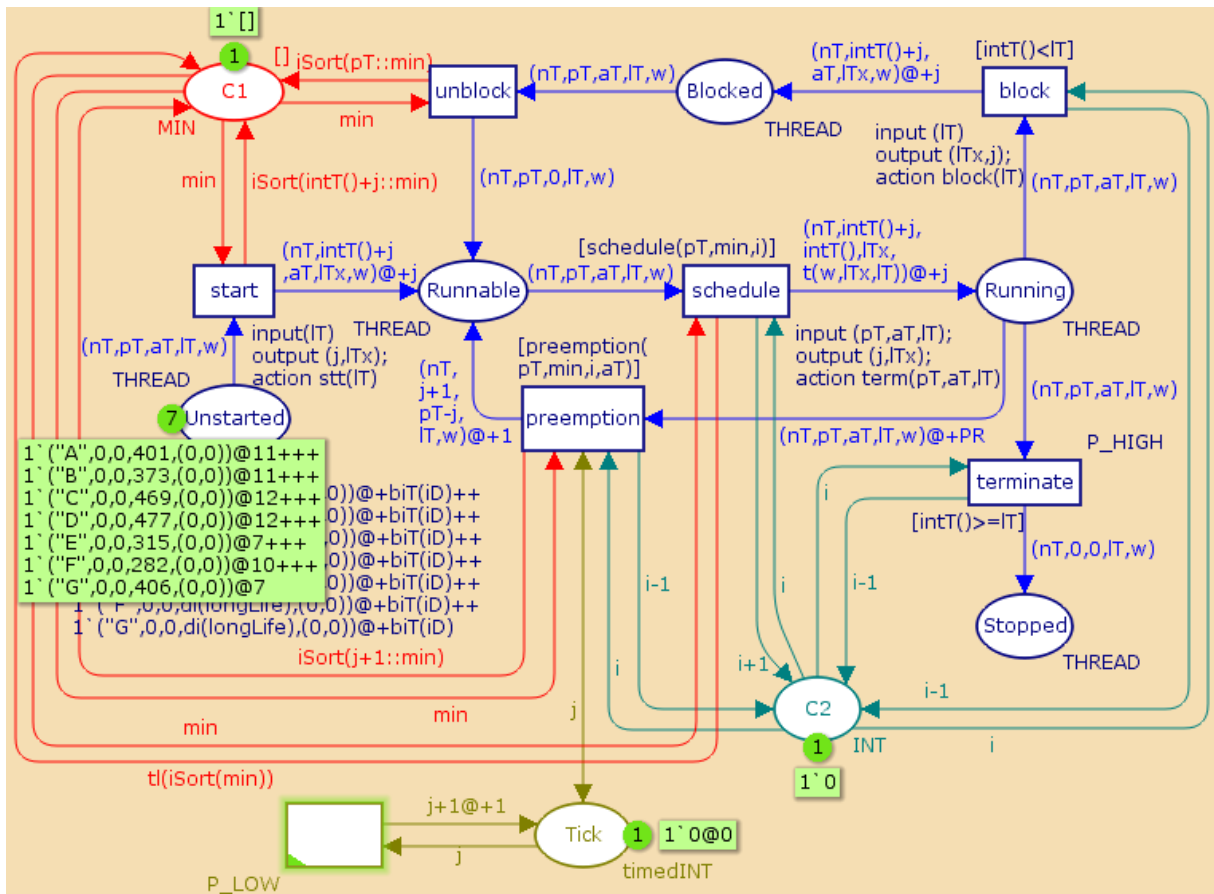 1`[]
1
[]
iSort(pT::min)
C1
MIN
min
unblock
(nT,pT,aT,lT,w)
Blocked
THREAD
(nT,intT()+j,
aT,lTx,w)@+j
[intT()<lT]
block
input (lT)
output (lTx,j);
action block(lT)
(nT,pT,aT,lT,w)
min
iSort(intT()+j::min)
(nT,pT,0,lT,w)
start
(nT,intT()+j
,aT,lTx,w)@+j
Runnable
THREAD
(nT,pT,aT,lT,w)
[schedule(pT,min,i)]
schedule
(nT,intT()+j,
intT(),lTx,
t(w,lTx,lT))@+j
Running
THREAD
input (pT,aT,lT);
output (j,lTx);
action term(pT,aT,lT)
(nT,pT,aT,lT,w)
THREAD
input(lT)
output (j,lTx);
action stt(lT)
7
Unstarted
(nT,
j+1,
pT-j,
lT,w)@+1
[preemption(
pT,min,i,aT)]
preemption
(nT,pT,aT,lT,w)@+PR
(nT,pT,aT,lT,w)
P_HIGH
terminate
[intT()>=lT]
(nT,0,0,lT,w)
Stopped
THREAD
1`("A",0,0,401,(0,0))@11+++
1`("B",0,0,373,(0,0))@11+++
1`("C",0,0,469,(0,0))@12+++
1`("D",0,0,477,(0,0))@12+++
1`("E",0,0,315,(0,0))@7+++
1`("F",0,0,282,(0,0))@10+++
1`("G",0,0,406,(0,0))@7
,0))@+biT(iD)++
,0))@+biT(iD)++
,0))@+biT(iD)++
,0))@+biT(iD)++
,0))@+biT(iD)++
1`("F",0,0,di(longLife),(0,0))@+biT(iD)++
1`("G",0,0,di(longLife),(0,0))@+biT(iD)
iSort(j+1::min)
min
min
tl(iSort(min))
i-1
i
j
i
i
i-1
i+1
i-1
i
C2
INT
1
1`0
j+1@+1
j
P_LOW
Tick
1
1`0@0
timedINT